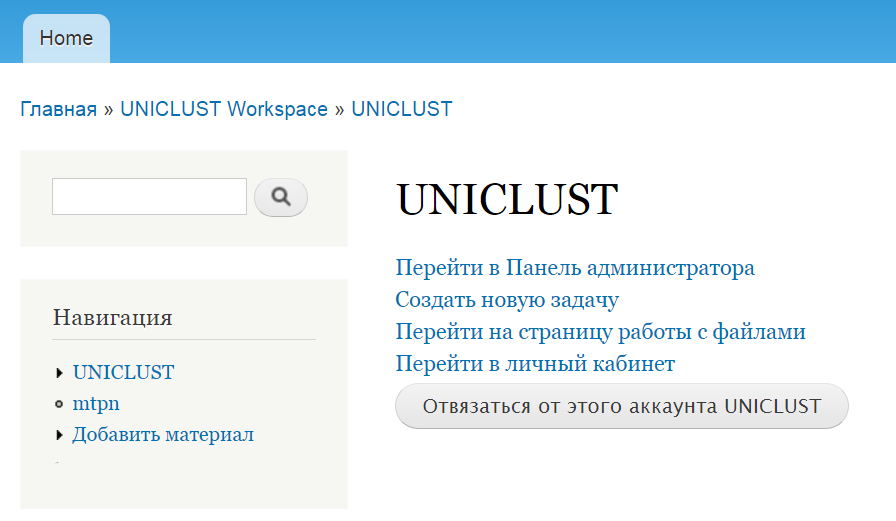 Home
Главная » UNICLUST Workspace » UNICLUST
UNICLUST
Перейти в Панель администратора
Создать новую задачу
Перейти на страницу работы с файлами
Перейти в личный кабинет
Отвязаться от этого аккаунта UNICLUST
Навигация
UNICLUST
mtpn
Добавить материал